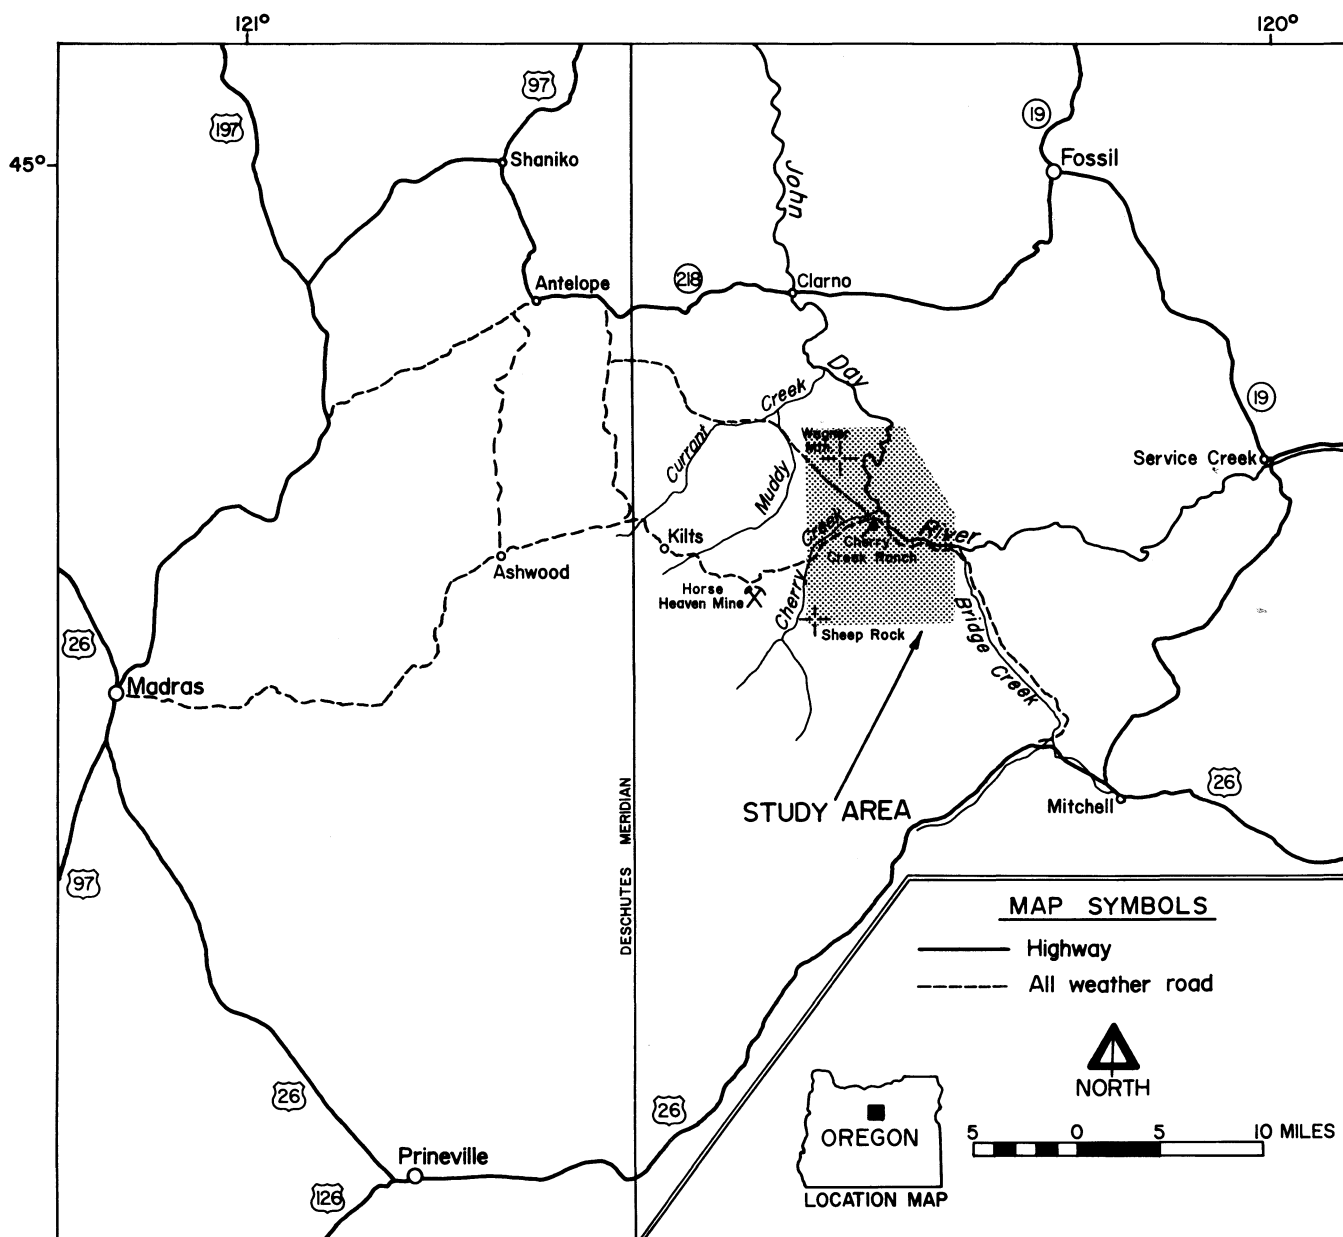 121°
120°
97
197
19
45°
Shaniko
Fossil
John
Antelope
218
Clarno
Day
Creek
19
Wagner
Mtn.
Currant
Service Creek
Muddy
Creek
River
Kilts
Cherry
Creek Ranch
Ashwood
Horse
Heaven Mine
Cherry
Bridge Creek
26
Sheep Rock
Madras
DESCHUTES MERIDIAN
26
Mitchell
STUDY AREA
97
MAP SYMBOLS
Highway
All weather road
NORTH
26
26
OREGON
5 0 5 10 MILES
Prineville
126
LOCATION MAP